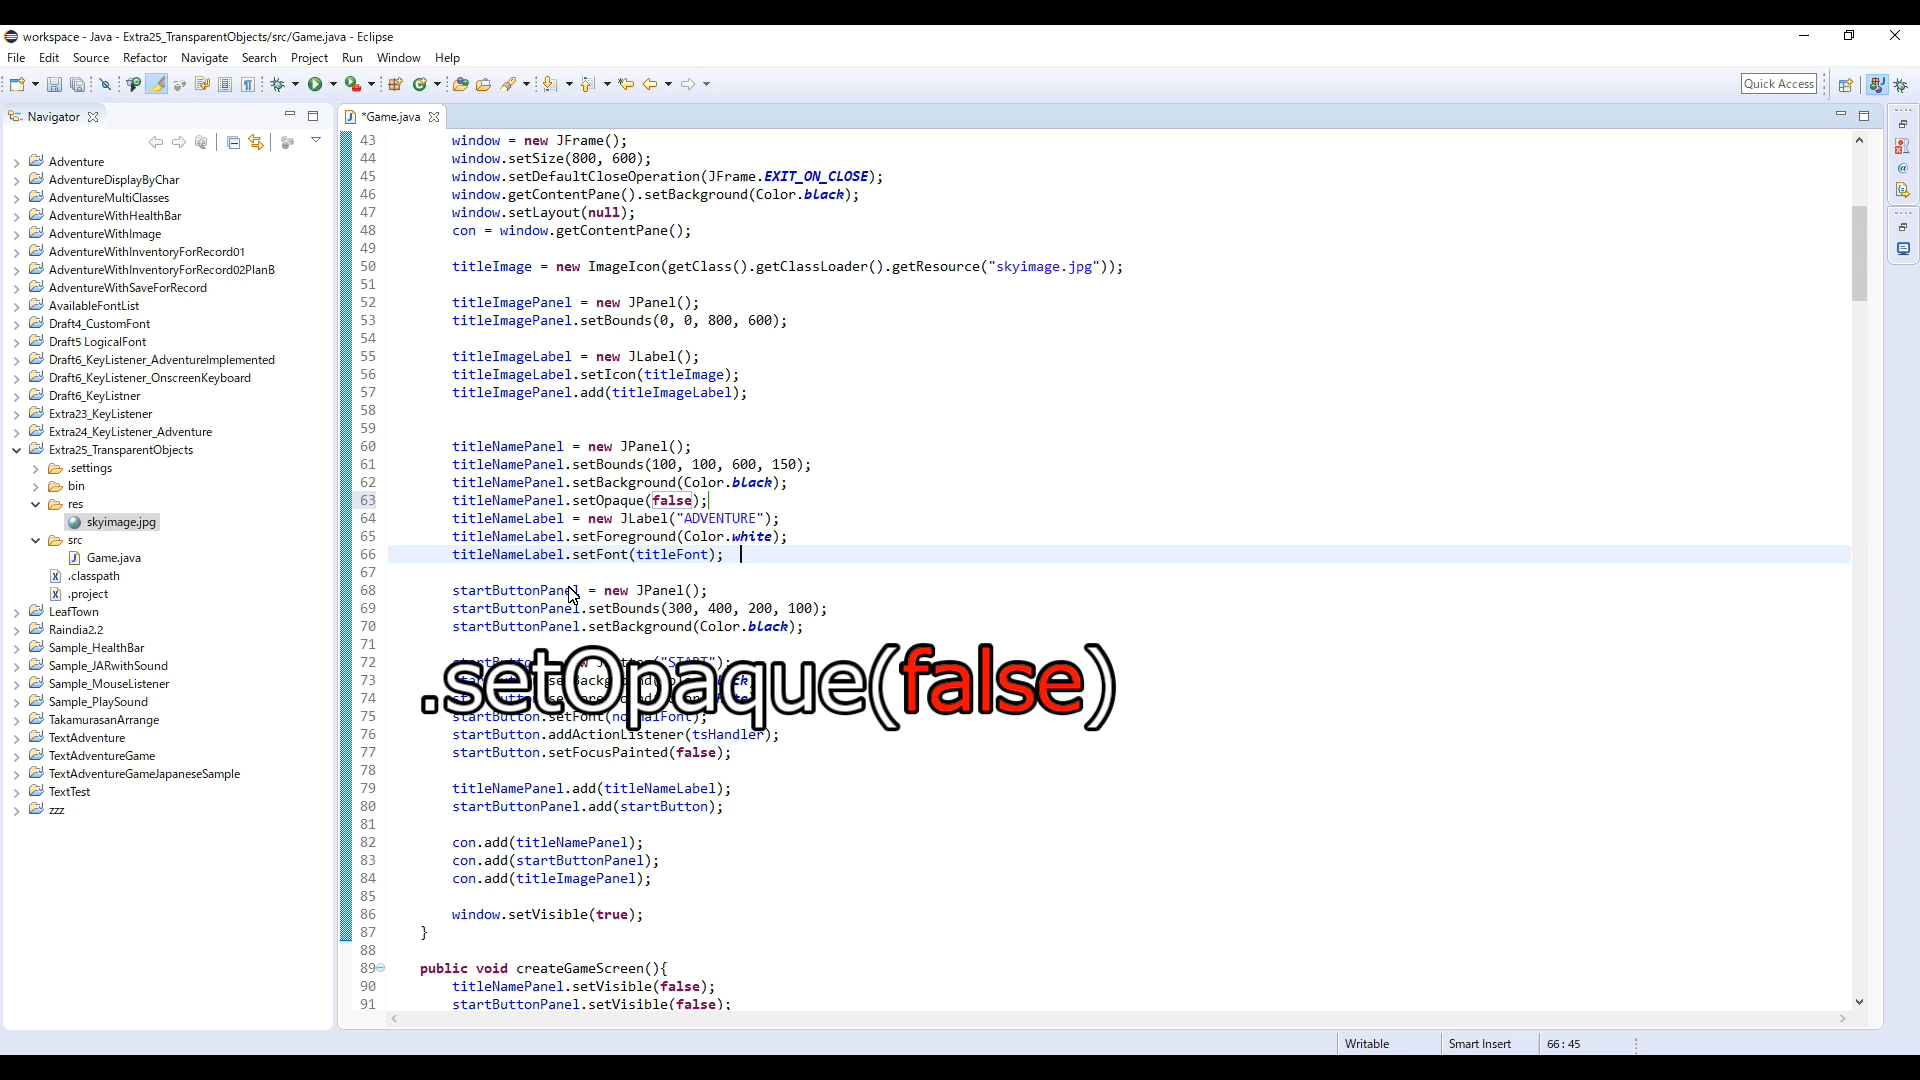 workspace - Java - Extra25_TransparentObjects/src/Game.java - Eclipse
File Edit Source Refactor Navigate Search Project Run Window Help
Quick Access
Navigator
*Game.java
Adventure
AdventureDisplayByChar
AdventureMultiClasses
AdventureWithHealthBar
AdventureWithImage
AdventureWithInventoryForRecord01
AdventureWithInventoryForRecord02PlanB
AdventureWithSaveForRecord
AvailableFontList
Draft4_CustomFont
Draft5 LogicalFont
Draft6_KeyListener_AdventureImplemented
Draft6_KeyListener_OnscreenKeyboard
Draft6_KeyListner
Extra23_KeyListener
Extra24_KeyListener_Adventure
Extra25_TransparentObjects
.settings
bin
res
skyimage.jpg
src
Game.java
.classpath
.project
LeafTown
Raindia2.2
Sample_HealthBar
Sample_JARwithSound
Sample_MouseListener
Sample_PlaySound
TakamurasanArrange
TextAdventure
TextAdventureGame
TextAdventureGameJapaneseSample
TextTest
zzz
43 window = new JFrame();
44 window.setSize(800, 600);
45 window.setDefaultCloseOperation(JFrame.EXIT_ON_CLOSE);
46 window.getContentPane().setBackground(Color.black);
47 window.setLayout(null);
48 con = window.getContentPane();
49
50 titleImage = new ImageIcon(getClass().getClassLoader().getResource("skyimage.jpg"));
51
52 titleImagePanel = new JPanel();
53 titleImagePanel.setBounds(0, 0, 800, 600);
54
55 titleImageLabel = new JLabel();
56 titleImageLabel.setIcon(titleImage);
57 titleImagePanel.add(titleImageLabel);
58
59
60 titleNamePanel = new JPanel();
61 titleNamePanel.setBounds(100, 100, 600, 150);
62 titleNamePanel.setBackground(Color.black);
63 titleNamePanel.setOpaque(false);
64 titleNameLabel = new JLabel("ADVENTURE");
65 titleNameLabel.setForeground(Color.white);
66 titleNameLabel.setFont(titleFont);
67
68 startButtonPanel = new JPanel();
69 startButtonPanel.setBounds(300, 400, 200, 100);
70 startButtonPanel.setBackground(Color.black);
71
72
73
.setOpaque(false)
74
75 startButton.setFont(normalFont);
76 startButton.addActionListener(tsHandler);
77 startButton.setFocusPainted(false);
78
79 titleNamePanel.add(titleNameLabel);
80 startButtonPanel.add(startButton);
81
82 con.add(titleNamePanel);
83 con.add(startButtonPanel);
84 con.add(titleImagePanel);
85
86 window.setVisible(true);
87 }
88
89 public void createGameScreen(){
90 titleNamePanel.setVisible(false);
91 startButtonPanel.setVisible(false);
Writable Smart Insert 66 : 45